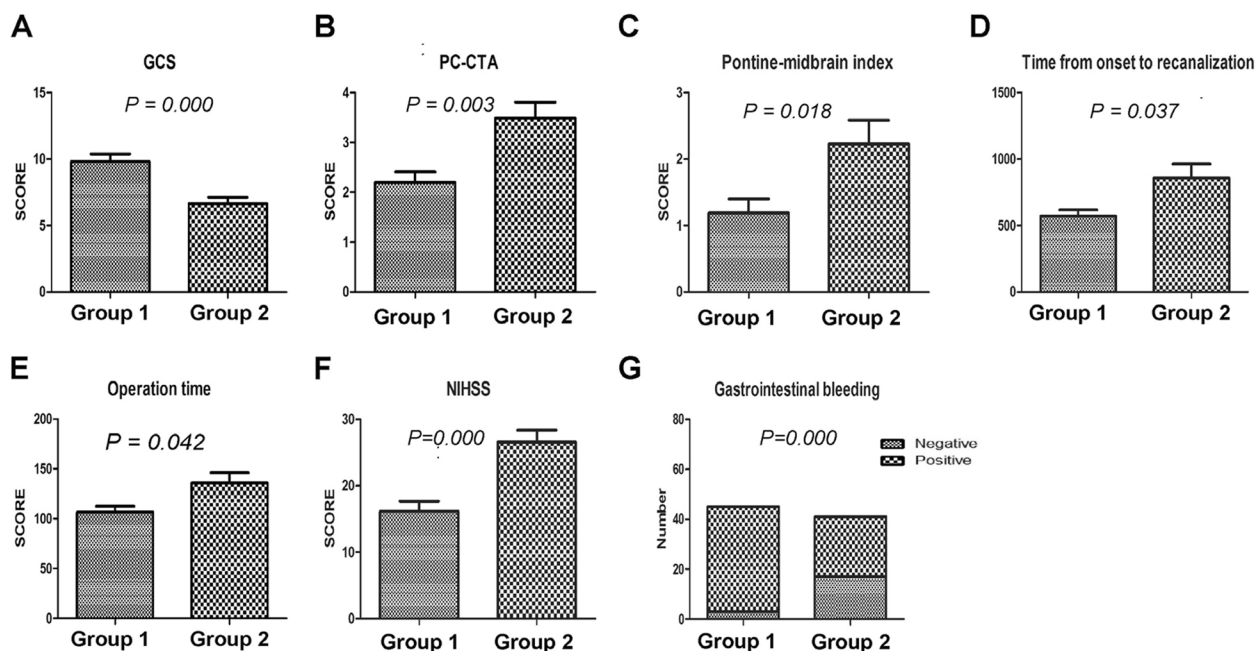 A
GCS
P = 0.000
SCORE
15
10
5
0
Group 1 Group 2
B
PC-CTA
P = 0.003
SCORE
4
3
2
1
0
Group 1 Group 2
C
Pontine-midbrain index
P = 0.018
SCORE
3
2
1
0
Group 1 Group 2
D
Time from onset to recanalization
P = 0.037
SCORE
1500
1000
500
0
Group 1 Group 2
E
Operation time
P = 0.042
SCORE
200
150
100
50
0
Group 1 Group 2
F
NIHSS
P=0.000
SCORE
30
20
10
0
Group 1 Group 2
G
Gastrointestinal bleeding
P=0.000
Number
80
60
40
20
0
Group 1 Group 2
Negative
Positive